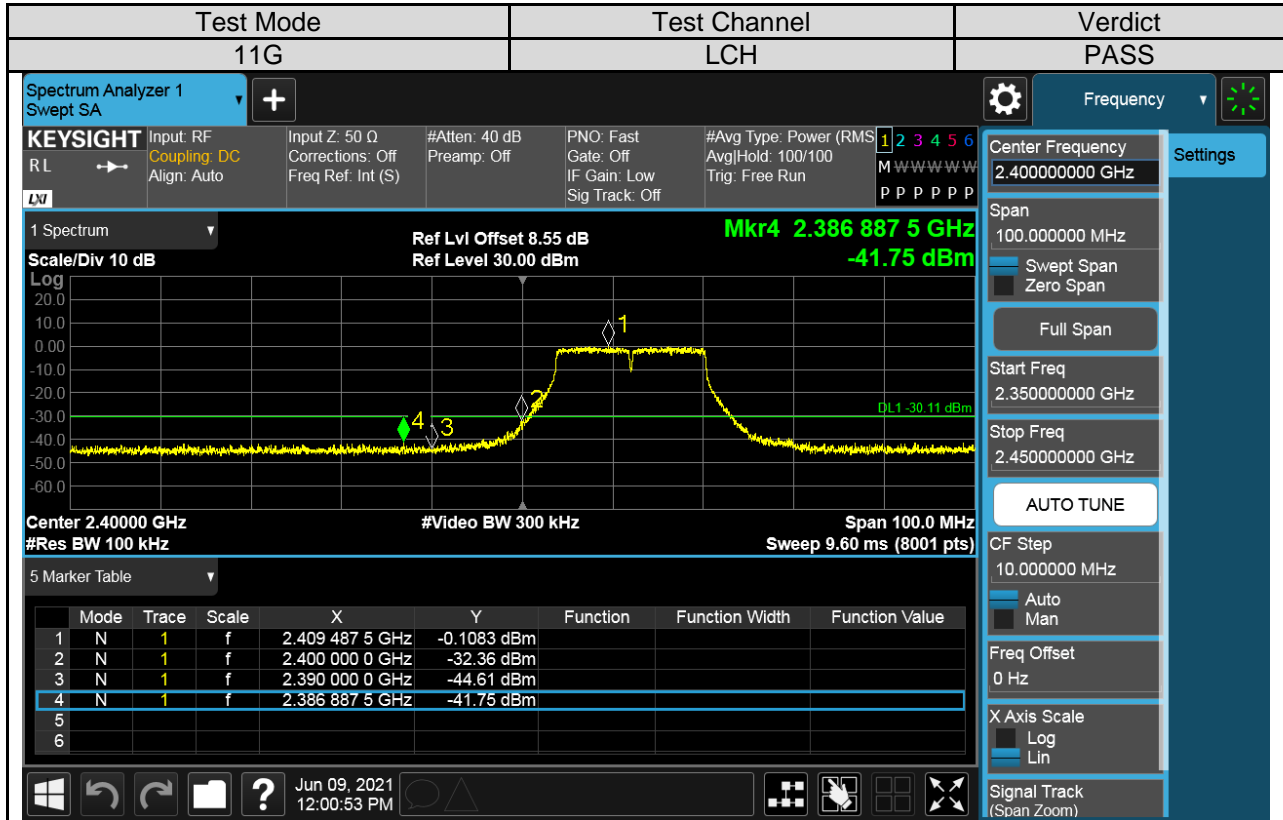 Test Mode Test Channel Verdict
11G LCH PASS
Spectrum Analyzer 1
Swept SA
Frequency
KEYSIGHT Input: RF Input Z: 50 Ω #Atten: 40 dB PNO: Fast #Avg Type: Power (RMS 1 2 3 4 5 6
RL Coupling: DC Corrections: Off Preamp: Off Gate: Off Avg|Hold: 100/100 M W W W W W
Align: Auto Freq Ref: Int (S) IF Gain: Low Trig: Free Run
LXI Sig Track: Off P P P P P P
1 Spectrum
Ref Lvl Offset 8.55 dB
Mkr4 2.386 887 5 GHz
Scale/Div 10 dB Ref Level 30.00 dBm -41.75 dBm
Log
20.0
10.0
0.00
-10.0
-20.0
-30.0
-40.0
-50.0
-60.0
1
2
3
4
DL1 -30.11 dBm
Center 2.40000 GHz #Video BW 300 kHz Span 100.0 MHz
#Res BW 100 kHz Sweep 9.60 ms (8001 pts)
5 Marker Table
Mode Trace Scale X Y Function Function Width Function Value
1 N 1 f 2.409 487 5 GHz -0.1083 dBm
2 N 1 f 2.400 000 0 GHz -32.36 dBm
3 N 1 f 2.390 000 0 GHz -44.61 dBm
4 N 1 f 2.386 887 5 GHz -41.75 dBm
5
6
Jun 09, 2021
12:00:53 PM
Center Frequency
2.400000000 GHz
Settings
Span
100.000000 MHz
Swept Span
Zero Span
Full Span
Start Freq
2.350000000 GHz
Stop Freq
2.450000000 GHz
AUTO TUNE
CF Step
10.000000 MHz
Auto
Man
Freq Offset
0 Hz
X Axis Scale
Log
Lin
Signal Track
(Span Zoom)